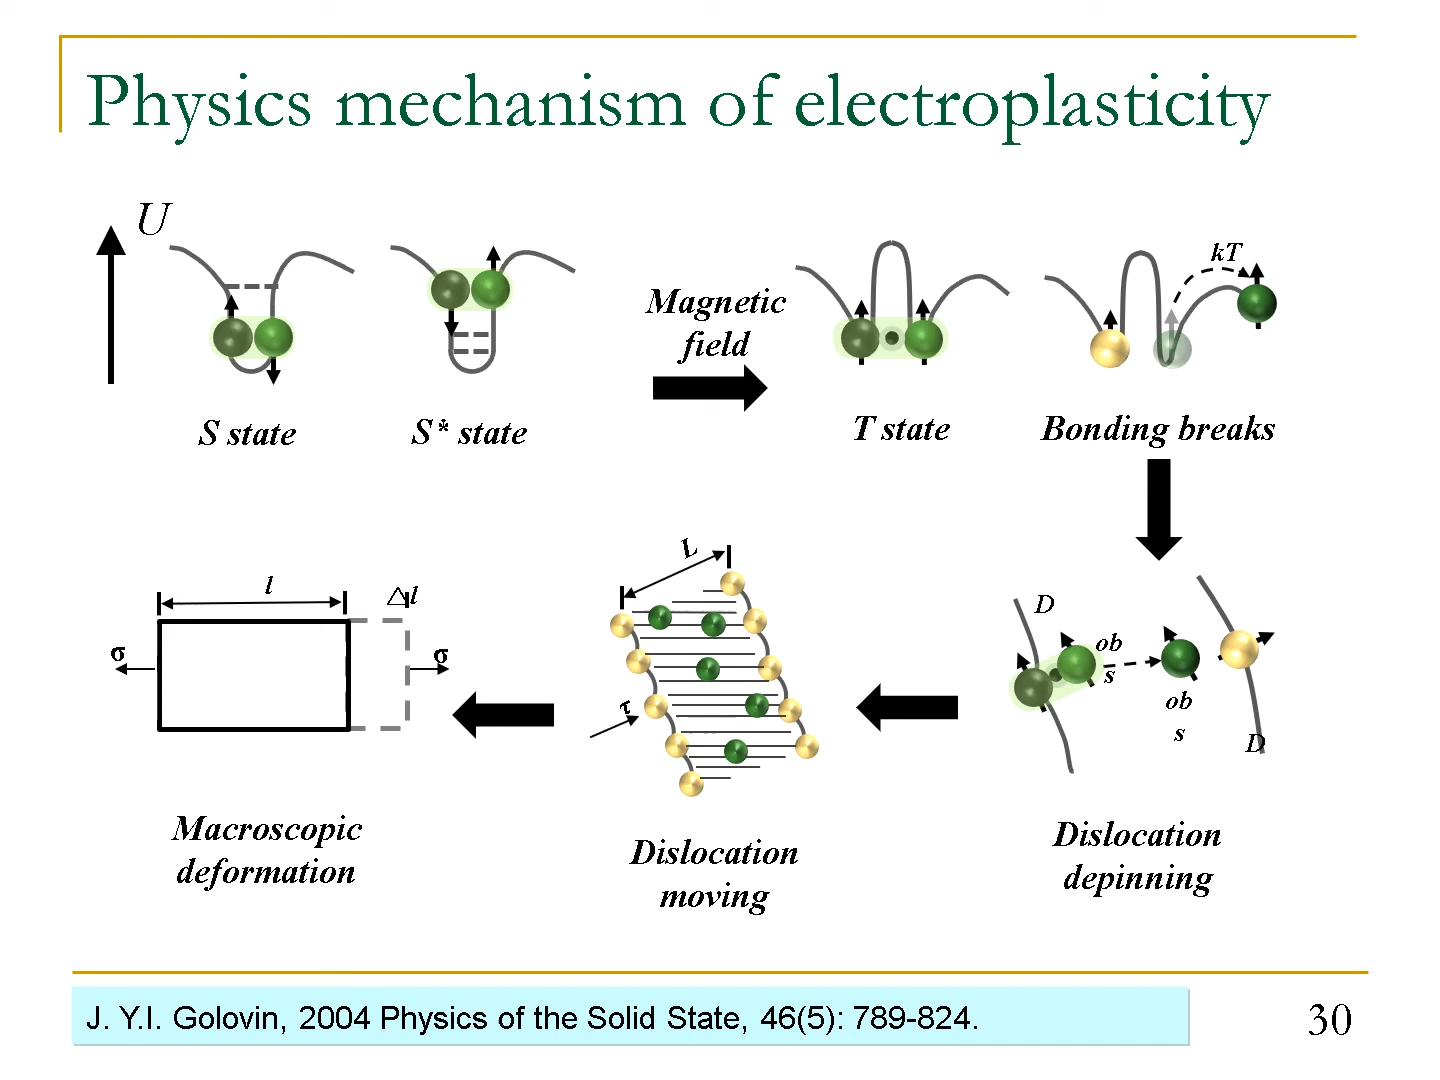 Physics mechanism of electroplasticity
U
kT
Magnetic
field
S state
S* state
T state
Bonding breaks
L
l
△l
σ
σ
τ
D
ob
s
ob
s
D
Macroscopic
deformation
Dislocation
moving
Dislocation
depinning
J. Y.I. Golovin, 2004 Physics of the Solid State, 46(5): 789-824.
30